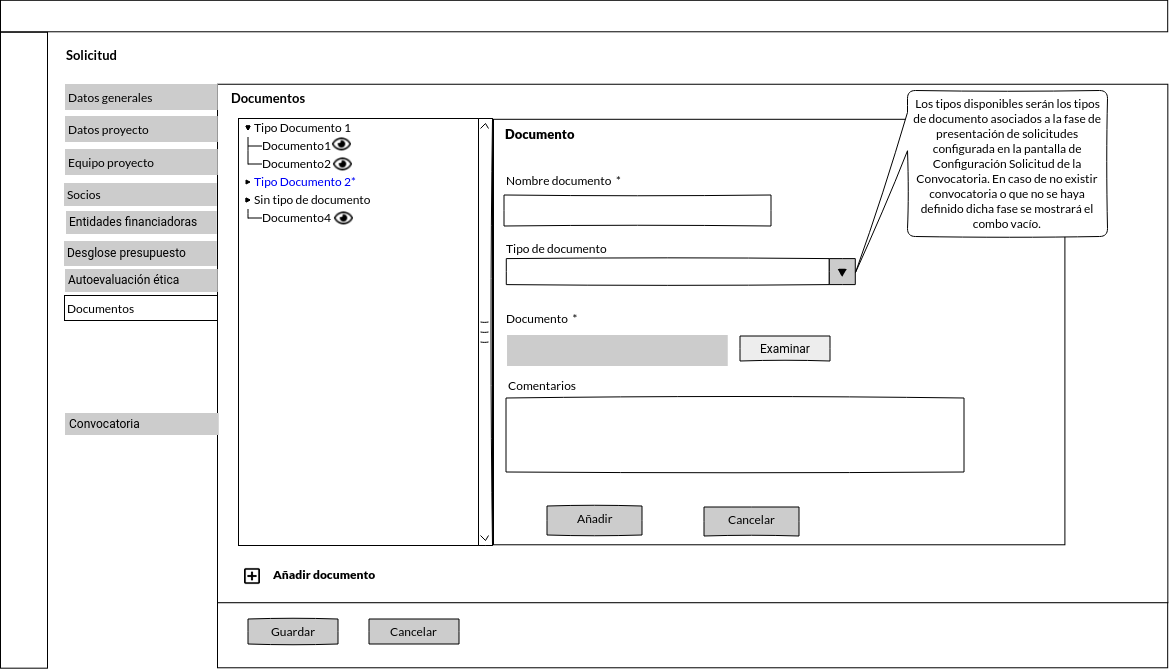 Solicitud
Datos generales
Datos proyecto
Equipo proyecto
Socios
Entidades financiadoras
Desglose presupuesto
Autoevaluación ética
Documentos
Convocatoria
Documentos
Tipo Documento 1
Documento1
Documento2
Tipo Documento 2*
Sin tipo de documento
Documento4
Documento
Nombre documento *
Tipo de documento
Documento *
Examinar
Comentarios
Añadir
Cancelar
Los tipos disponibles serán los tipos
de documento asociados a la fase de
presentación de solicitudes
configurada en la pantalla de
Configuración Solicitud de la
Convocatoria. En caso de no existir
convocatoria o que no se haya
definido dicha fase se mostrará el
combo vacío.
Añadir documento
Guardar
Cancelar